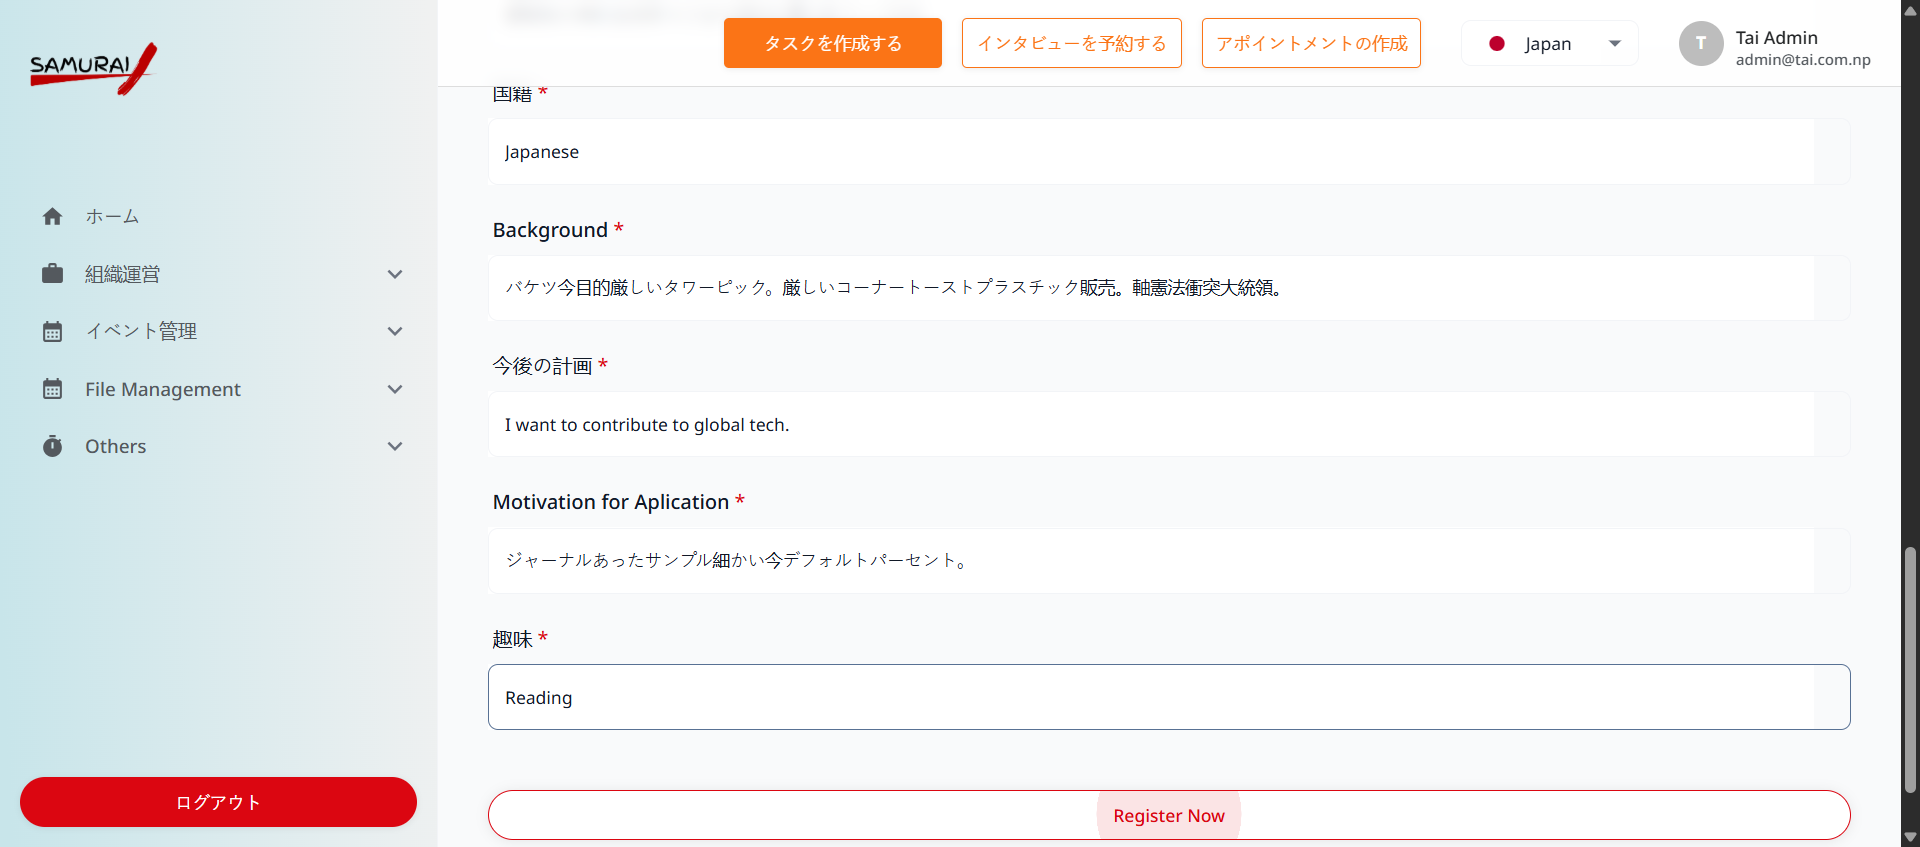 SAMURAI
タスクを作成する
インタビューを予約する
アポイントメントの作成
Japan
T
Tai Admin
admin@tai.com.np
ホーム
組織運営
イベント管理
File Management
Others
ログアウト
国籍 *
Japanese
Background *
バケツ今目的厳しいタワーピック。厳しいコーナートーストプラスチック販売。軸憲法衝突大統領。
今後の計画 *
I want to contribute to global tech.
Motivation for Aplication *
ジャーナルあったサンプル細かい今デフォルトパーセント。
趣味 *
Reading
Register Now